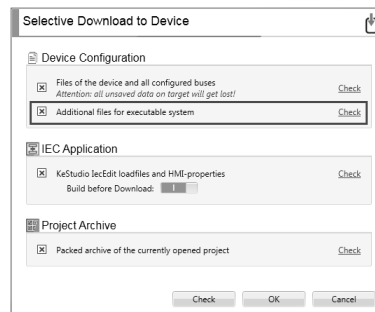 Selective Download to Device
Device Configuration
Files of the device and all configured buses
Attention: all unsaved data on target will get lost!
Check
Additional files for executable system
Check
IEC Application
KeStudio IecEdit loadfiles and HMI-properties
Check
Build before Download:
Project Archive
Packed archive of the currently opened project
Check
Check
OK
Cancel